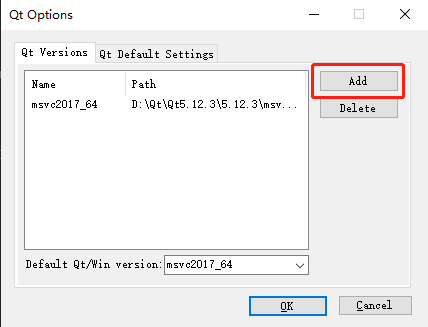 Qt Options
Qt Versions Qt Default Settings
Name Path
Add
msvc2017_64 D:\Qt\Qt5.12.3\5.12.3\msv...
Delete
Default Qt/Win version: msvc2017_64
OK Cancel